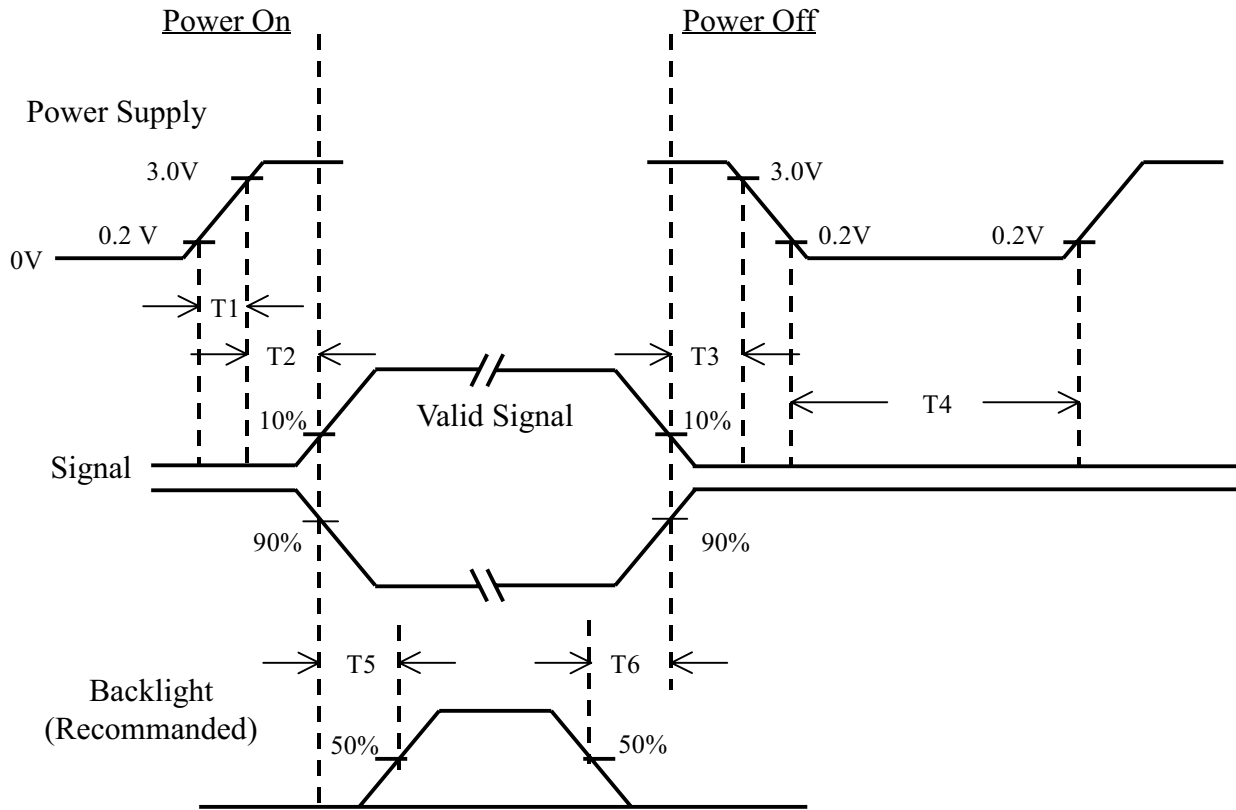 Power On
Power Off
Power Supply
3.0V
3.0V
0.2 V
0.2V
0.2V
0V
T1
T2
T3
T4
10%
Valid Signal
10%
Signal
90%
90%
T5
T6
Backlight
(Recommanded)
50%
50%